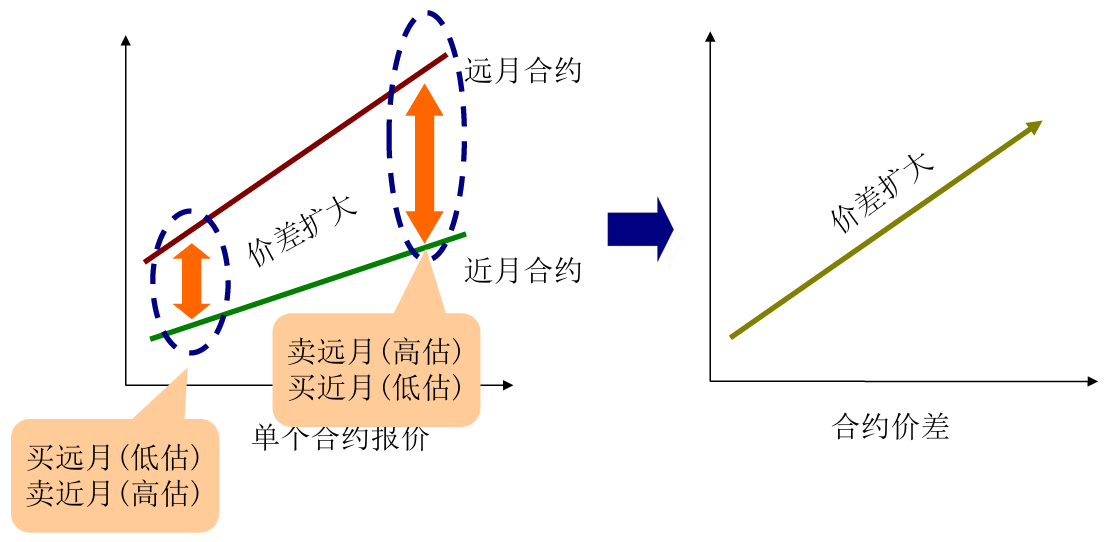 远月合约
价差扩大
近月合约
卖远月(高估)
买近月(低估)
单个合约报价
买远月(低估)
卖近月(高估)
价差扩大
合约价差